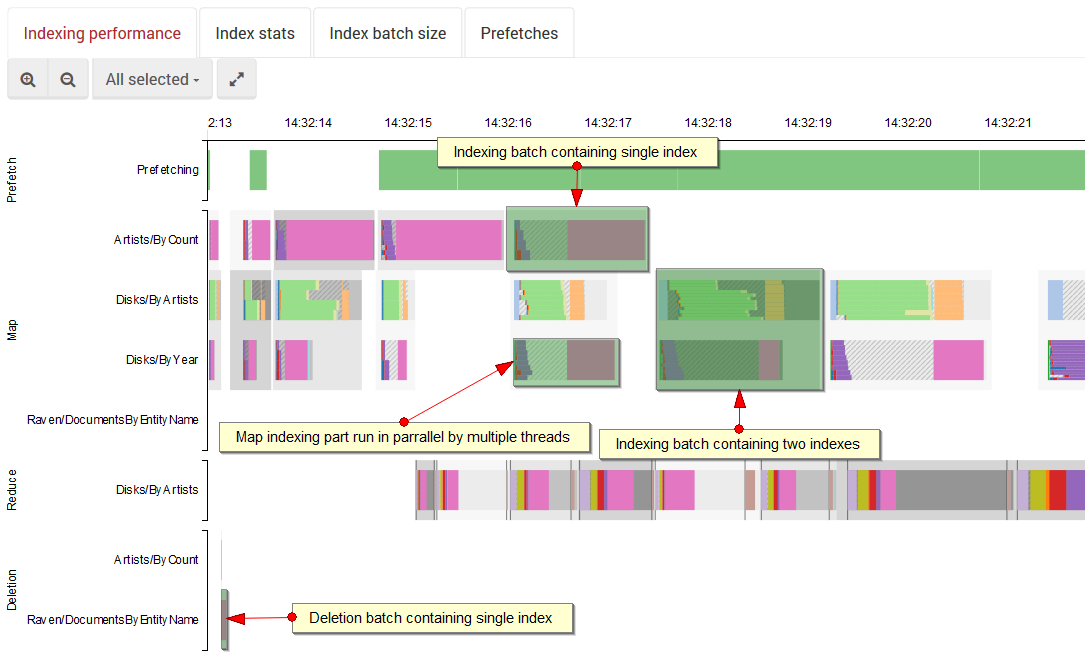 Indexing performance Index stats Index batch size Prefetches
All selected
2:13 14:32:14 14:32:15 14:32:16 14:32:17 14:32:18 14:32:19 14:32:20 14:32:21
Indexing batch containing single index
Prefetch
Prefetching
Artists/By Count
Disks/By Artists
Map
Disks/By Year
Raven/DocumentsBy Entity Name
Map indexing part run in parrallel by multiple threads
Indexing batch containing two indexes
Reduce
Disks/By Artists
Artists/By Count
Deletion
Raven/DocumentsBy Entity Name
Deletion batch containing single index